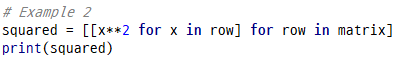 # Example 2
squared = [[x**2 for x in row] for row in matrix]
print(squared)